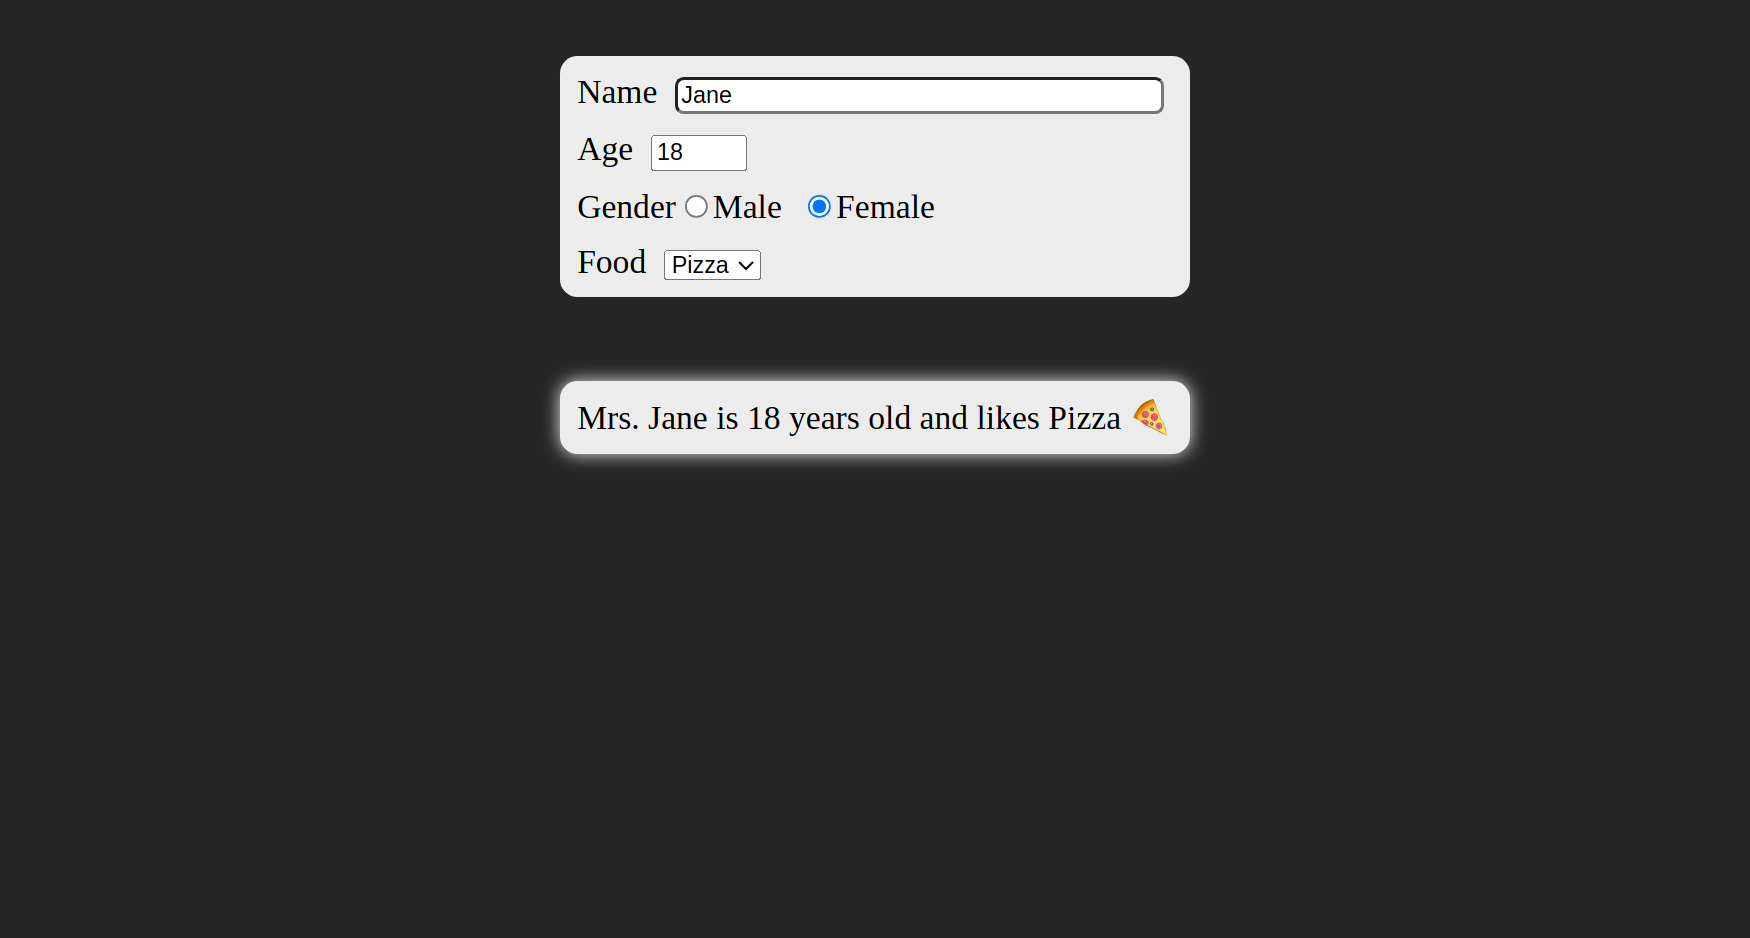 Name Jane
Age 18
Gender Male Female
Food Pizza
Mrs. Jane is 18 years old and likes Pizza 🍕